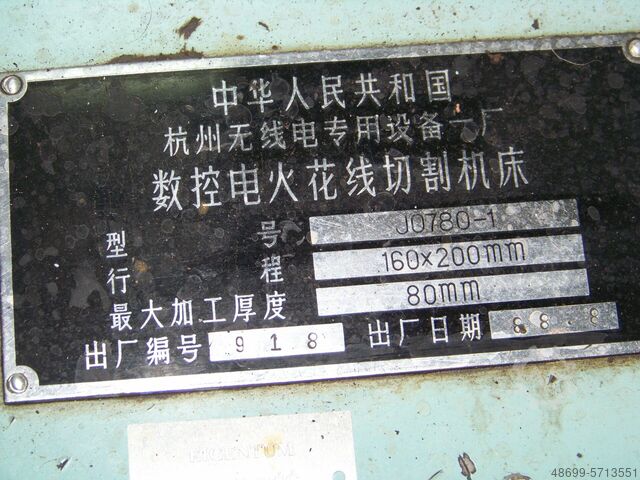 中华人民共和国
杭州无线电专用设备一厂
数控电火花线切割机床
型号 J0780-1
行程 160×200mm
最大加工厚度 80mm
出厂编号 918 出厂日期 88.8
48699-5713551